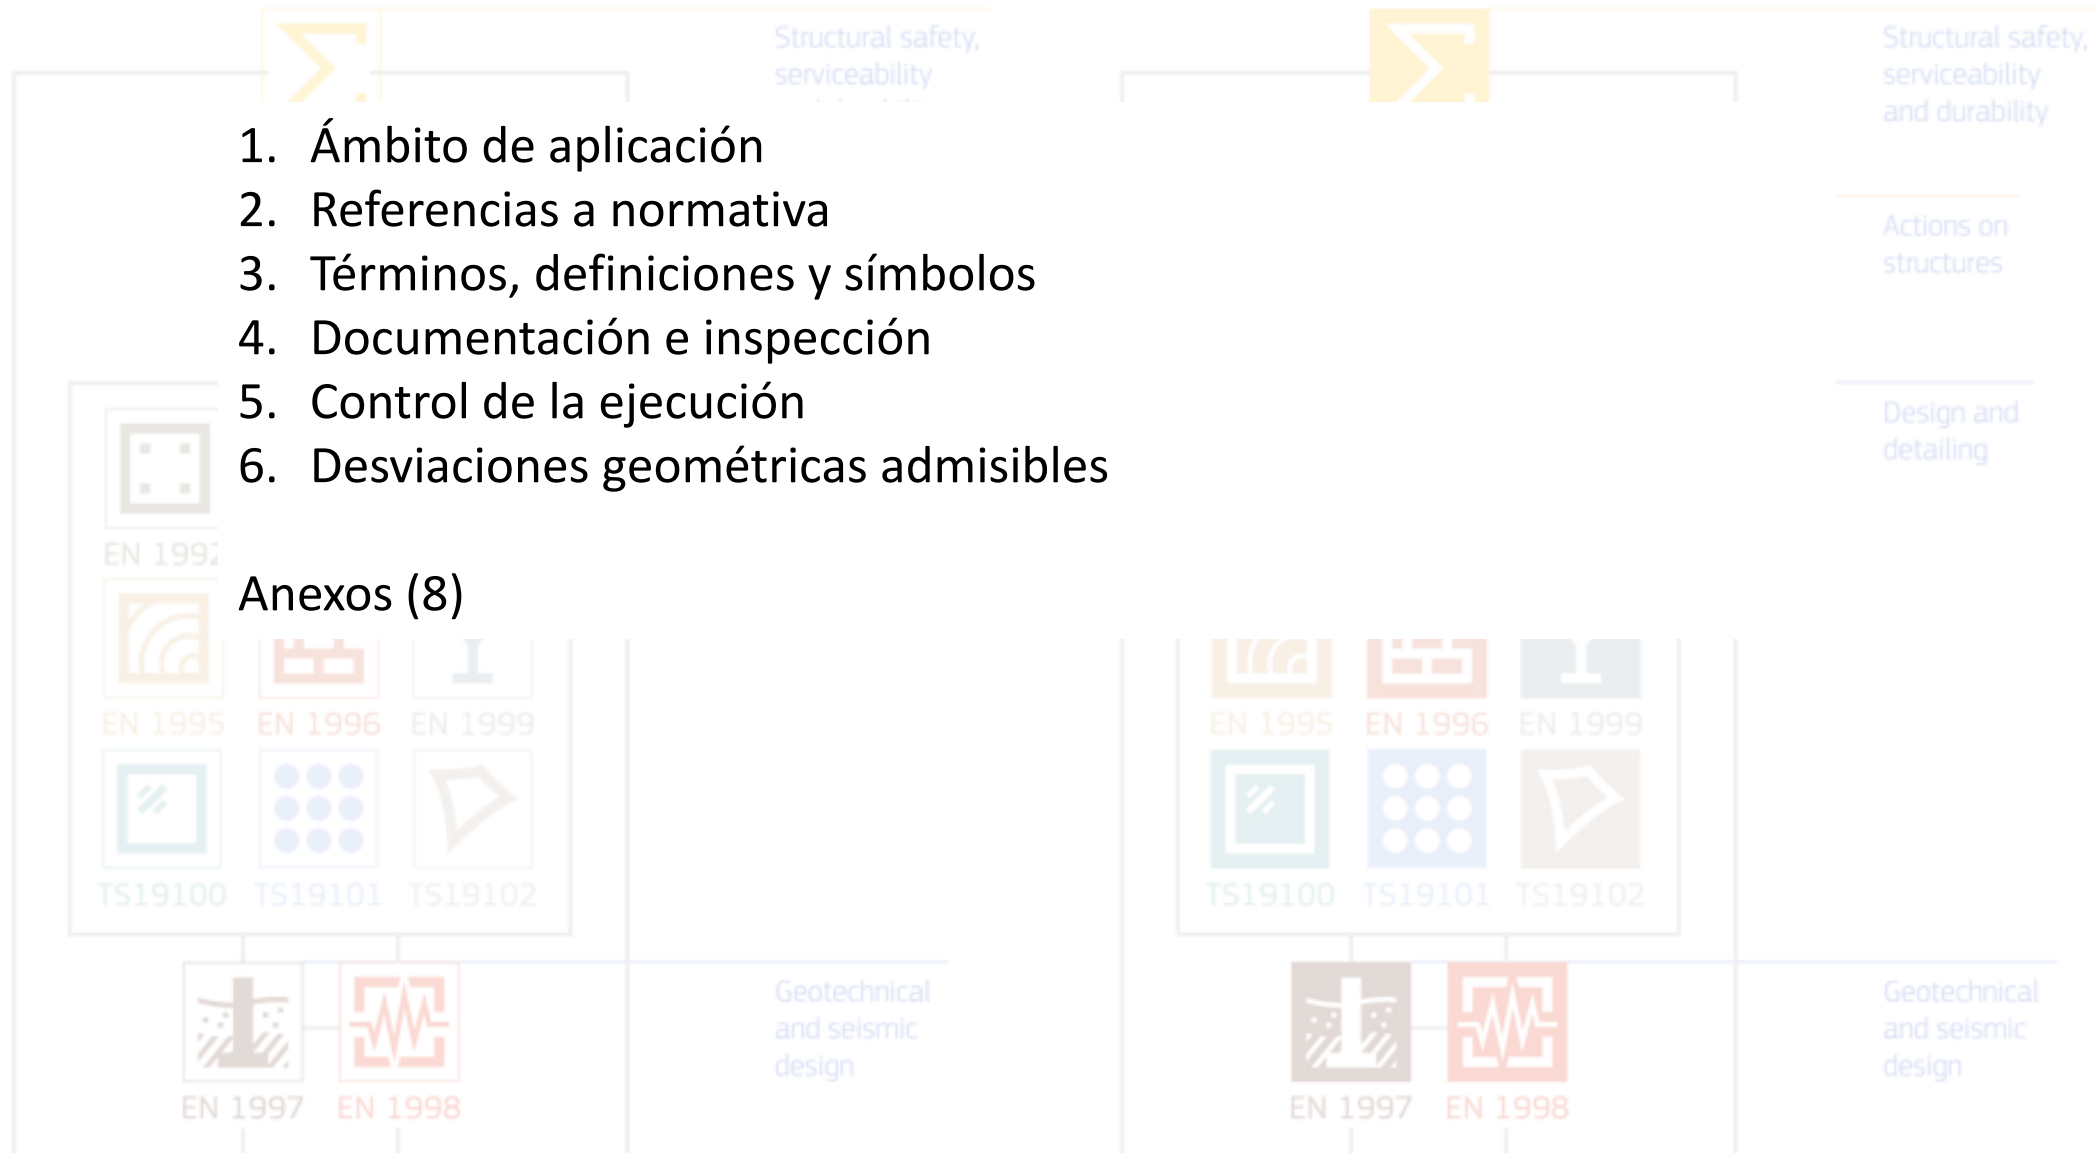 Structural safety,
serviceability
Structural safety,
serviceability
and durability
1. Ámbito de aplicación
2. Referencias a normativa
3. Términos, definiciones y símbolos
4. Documentación e inspección
5. Control de la ejecución
6. Desviaciones geométricas admisibles
Anexos (8)
Actions on
structures
Design and
detailing
EN 1992
EN 1995 EN 1996 EN 1999
TS19100 TS19101 TS19102
EN 1995 EN 1996 EN 1999
TS19100 TS19101 TS19102
Geotechnical
and seismic
design
EN 1997 EN 1998
Geotechnical
and seismic
design
EN 1997 EN 1998